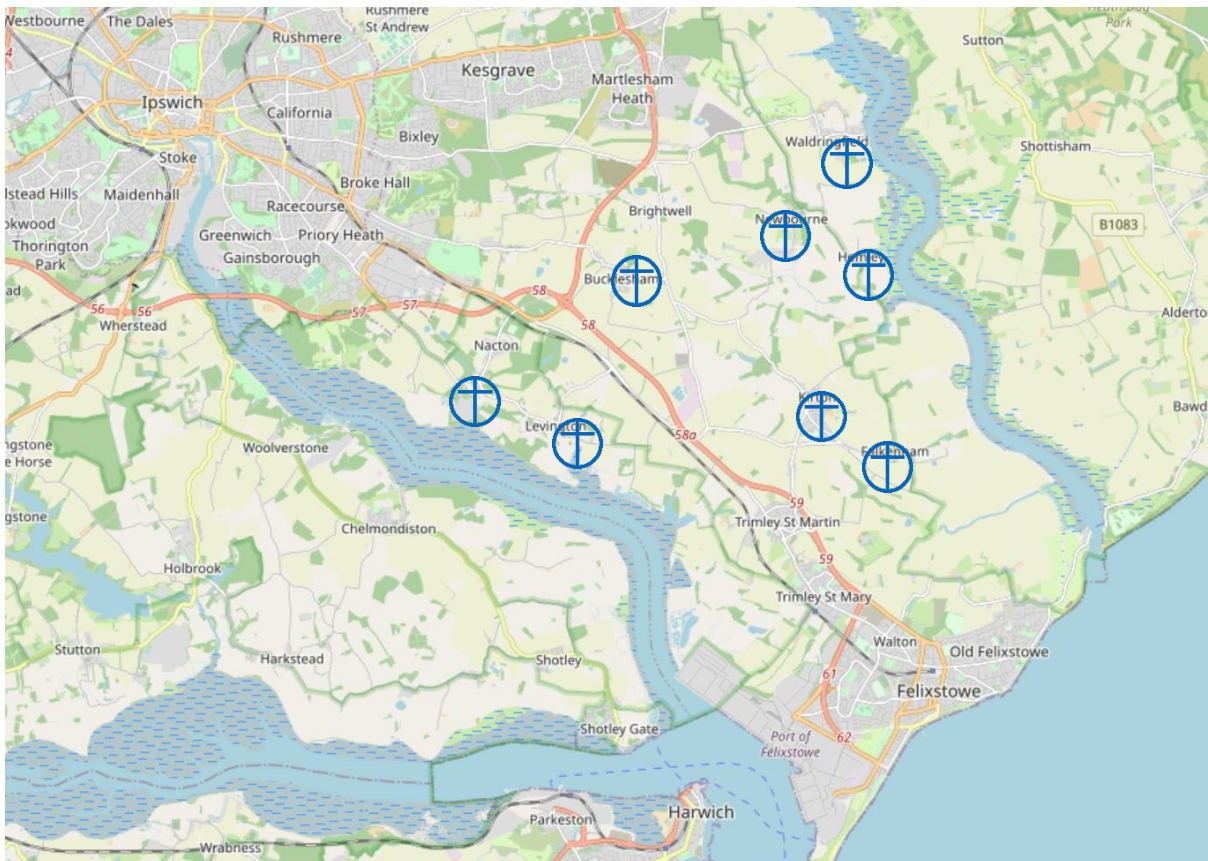 Westbourne
The Dales
Rushmere
Rushmere
St Andrew
Heath
Park
Sutton
Kesgrave
Martlesham
Heath
Ipswich
California
Bixley
Waldringfield
Shottisham
Stoke
Broke Hall
lstead Hills
Maidenhall
Racecourse
Brightwell
Newbourne
B1083
Greenwich
Priory Heath
Thorington
Park
Gainsborough
Hemley
Bucklesham
58
56
56
57
57
58
Wherstead
Alderto
Nacton
Kirton
Bawd
Levington
58a
Falkenham
Woolverstone
ngstone
e Horse
59
ngstone
Chelmondiston
Trimley St Martin
Holbrook
59
Trimley St Mary
Walton
Old Felixstowe
Stutton
Harkstead
Shotley
61
Felixstowe
Shotley Gate
Port of
Felixstowe
62
Harwich
Parkeston
Wrabness